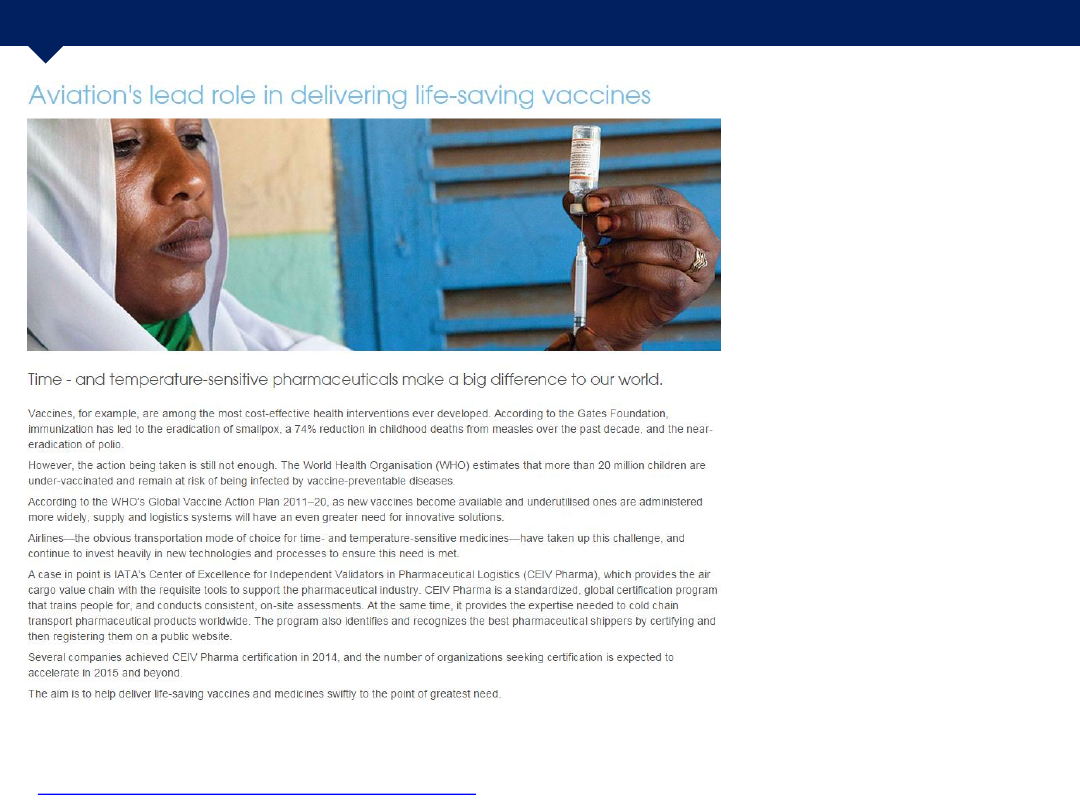 Aviation's lead role in delivering life-saving vaccines
Time - and temperature-sensitive pharmaceuticals make a big difference to our world.
Vaccines, for example, are among the most cost-effective health interventions ever developed. According to the Gates Foundation,
immunization has led to the eradication of smallpox, a 74% reduction in childhood deaths from measles over the past decade, and the near-
eradication of polio.
However, the action being taken is still not enough. The World Health Organisation (WHO) estimates that more than 20 million children are
under-vaccinated and remain at risk of being infected by vaccine-preventable diseases.
According to the WHO's Global Vaccine Action Plan 2011–20, as new vaccines become available and underutilised ones are administered
more widely, supply and logistics systems will have an even greater need for innovative solutions.
Airlines—the obvious transportation mode of choice for time- and temperature-sensitive medicines—have taken up this challenge, and
continue to invest heavily in new technologies and processes to ensure this need is met.
A case in point is IATA's Center of Excellence for Independent Validators in Pharmaceutical Logistics (CEIV Pharma), which provides the air
cargo value chain with the requisite tools to support the pharmaceutical industry. CEIV Pharma is a standardized, global certification program
that trains people for, and conducts consistent, on-site assessments. At the same time, it provides the expertise needed to cold chain
transport pharmaceutical products worldwide. The program also identifies and recognizes the best pharmaceutical shippers by certifying and
then registering them on a public website.
Several companies achieved CEIV Pharma certification in 2014, and the number of organizations seeking certification is expected to
accelerate in 2015 and beyond.
The aim is to help deliver life-saving vaccines and medicines swiftly to the point of greatest need.